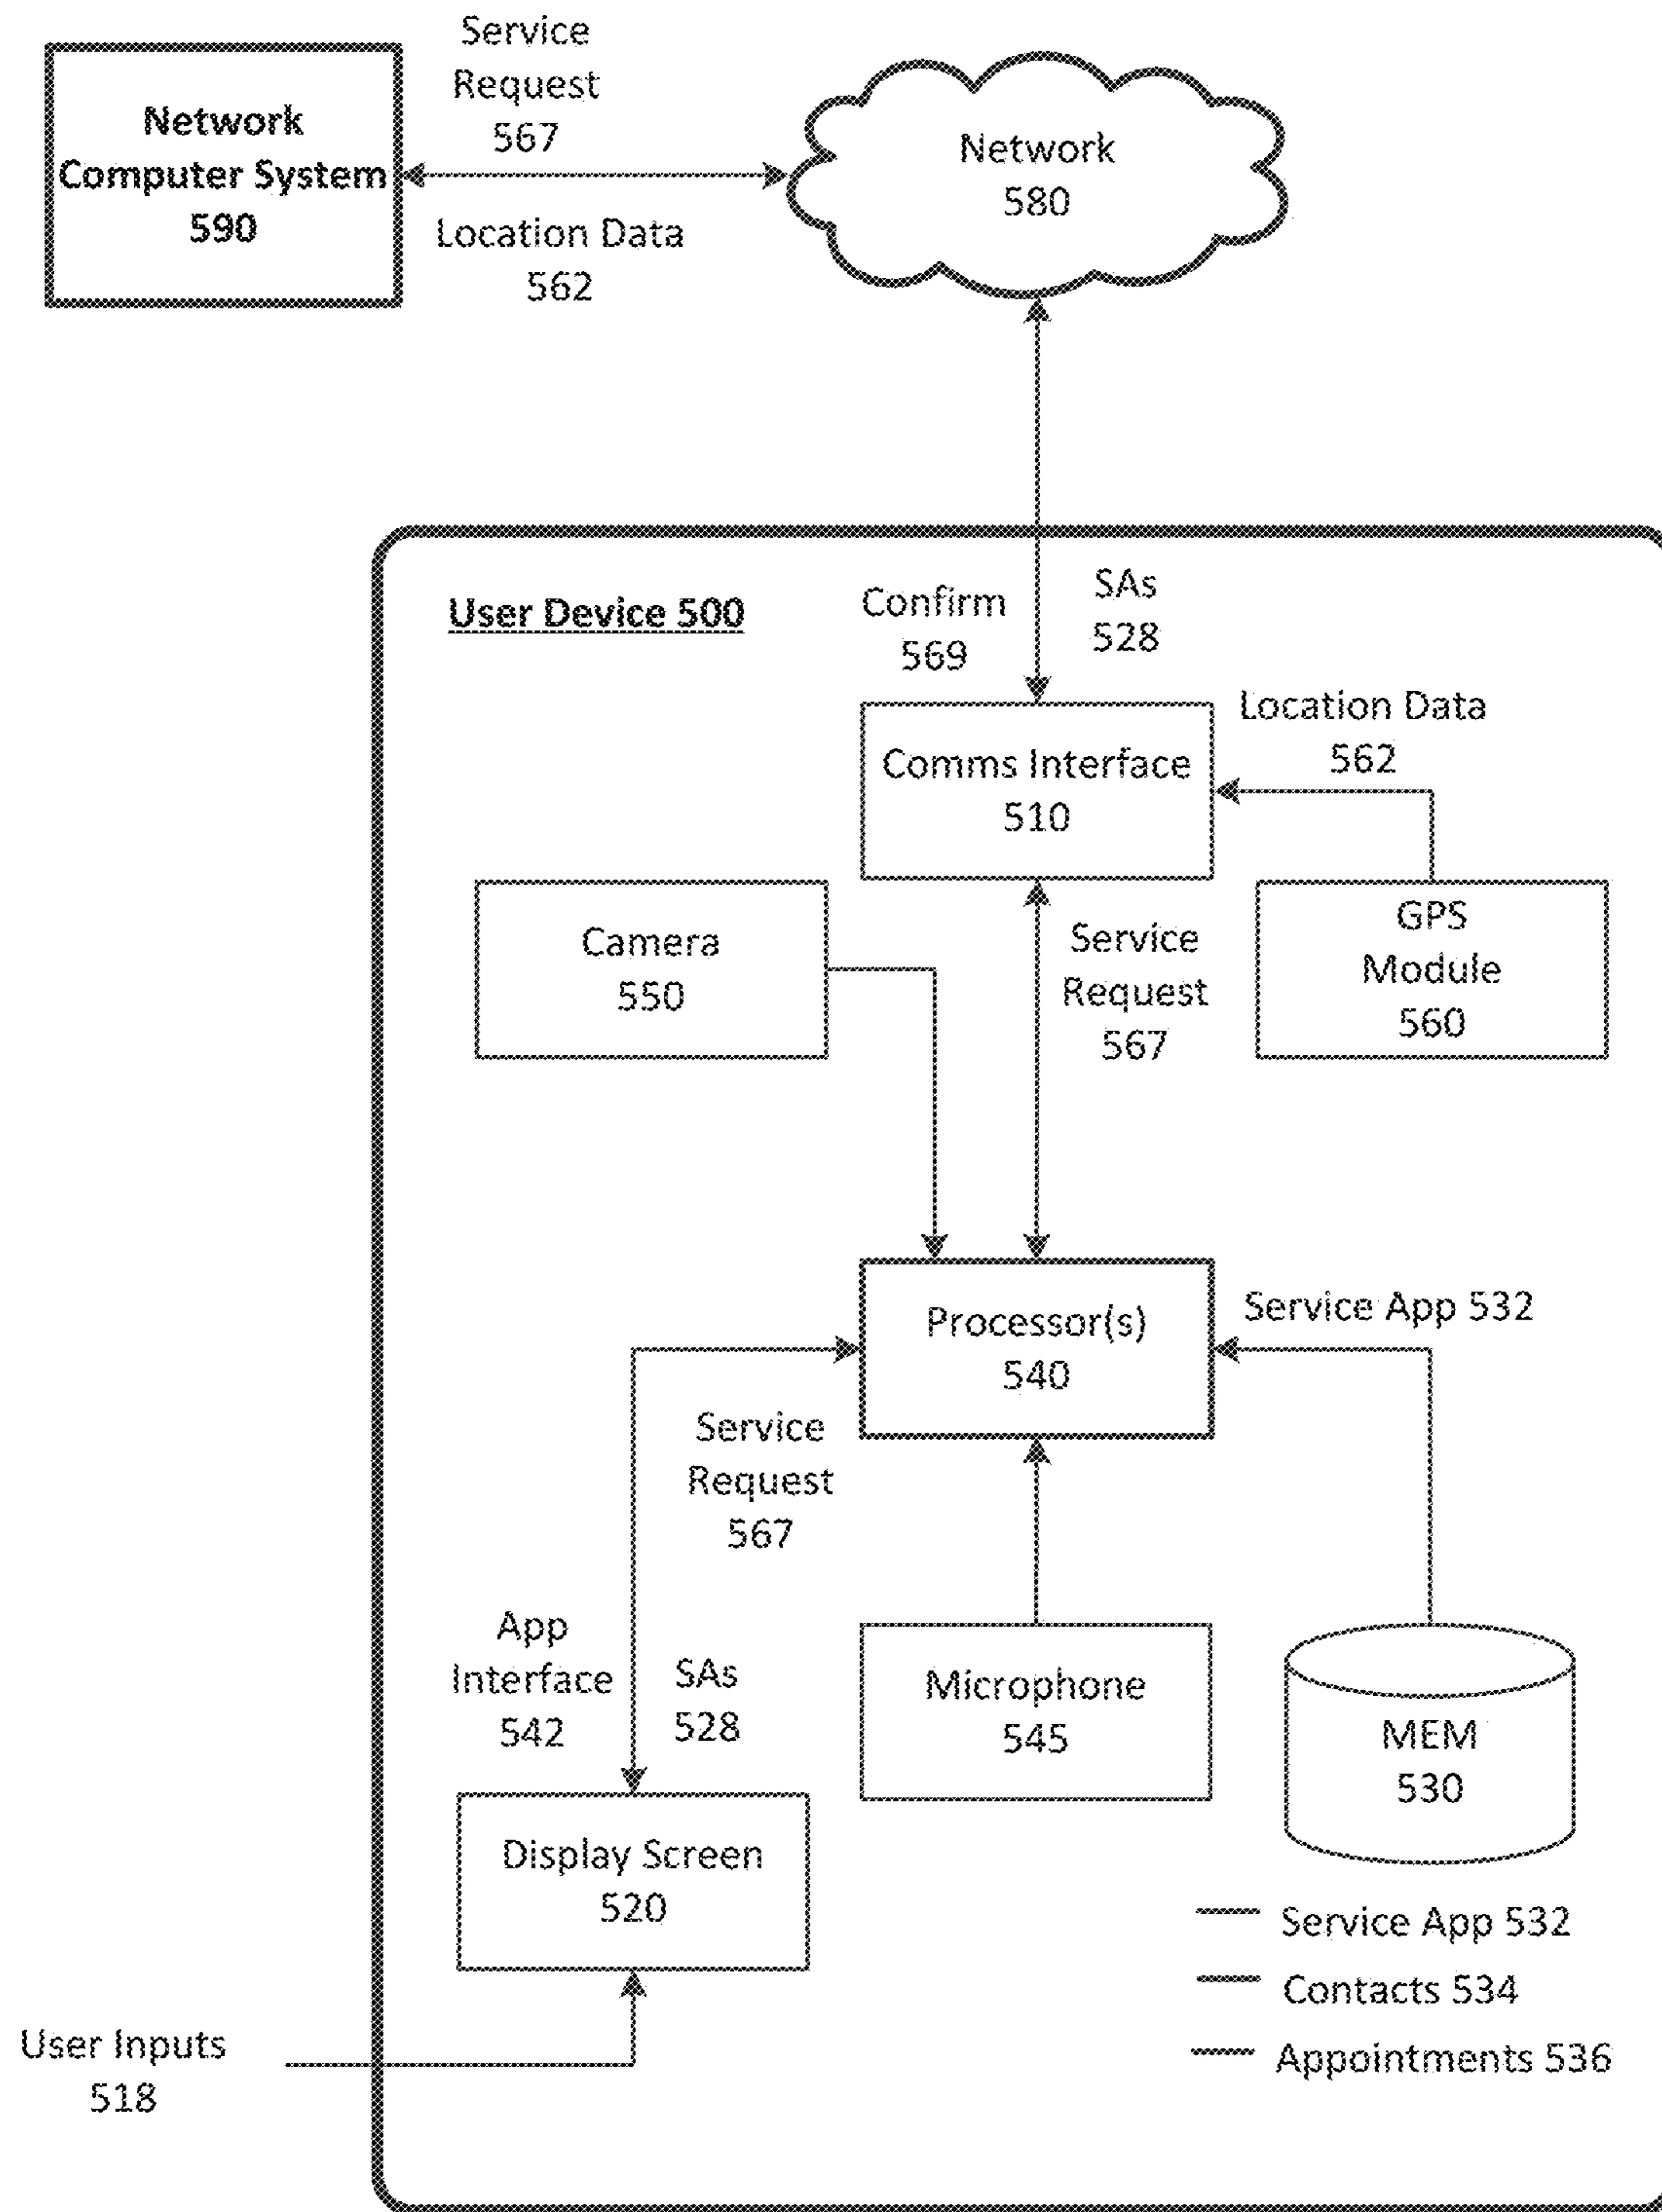 Service
Request
567
Network
Computer System
590
Location Data
562
Network
580
User Device 500
Confirm
569
SAs
528
Comms Interface
510
Location Data
562
Camera
550
Service
Request
567
GPS
Module
560
Processor(s)
540
Service App 532
Service
Request
567
App
Interface
542
SAs
528
Microphone
545
MEM
530
Display Screen
520
Service App 532
Contacts 534
Appointments 536
User Inputs
518